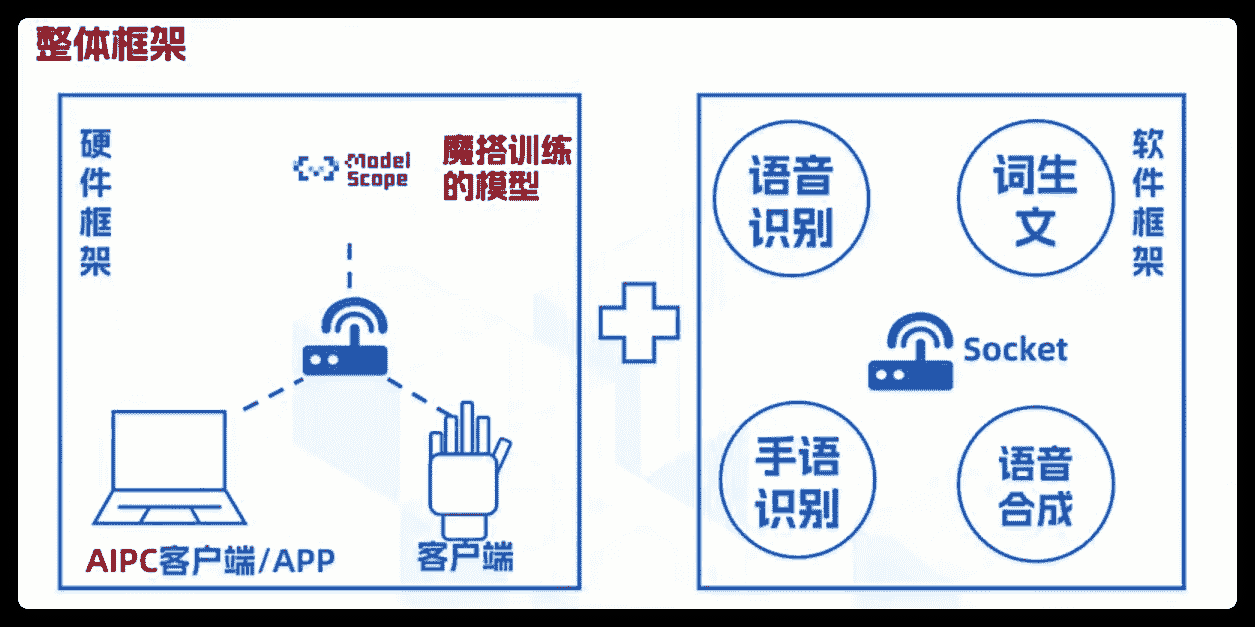 整体框架
硬件框架
Model
Scope
魔搭训练
的模型
AIPC客户端/APP
客户端
语音
识别
词生
文
软件框架
Socket
手语
识别
语音
合成